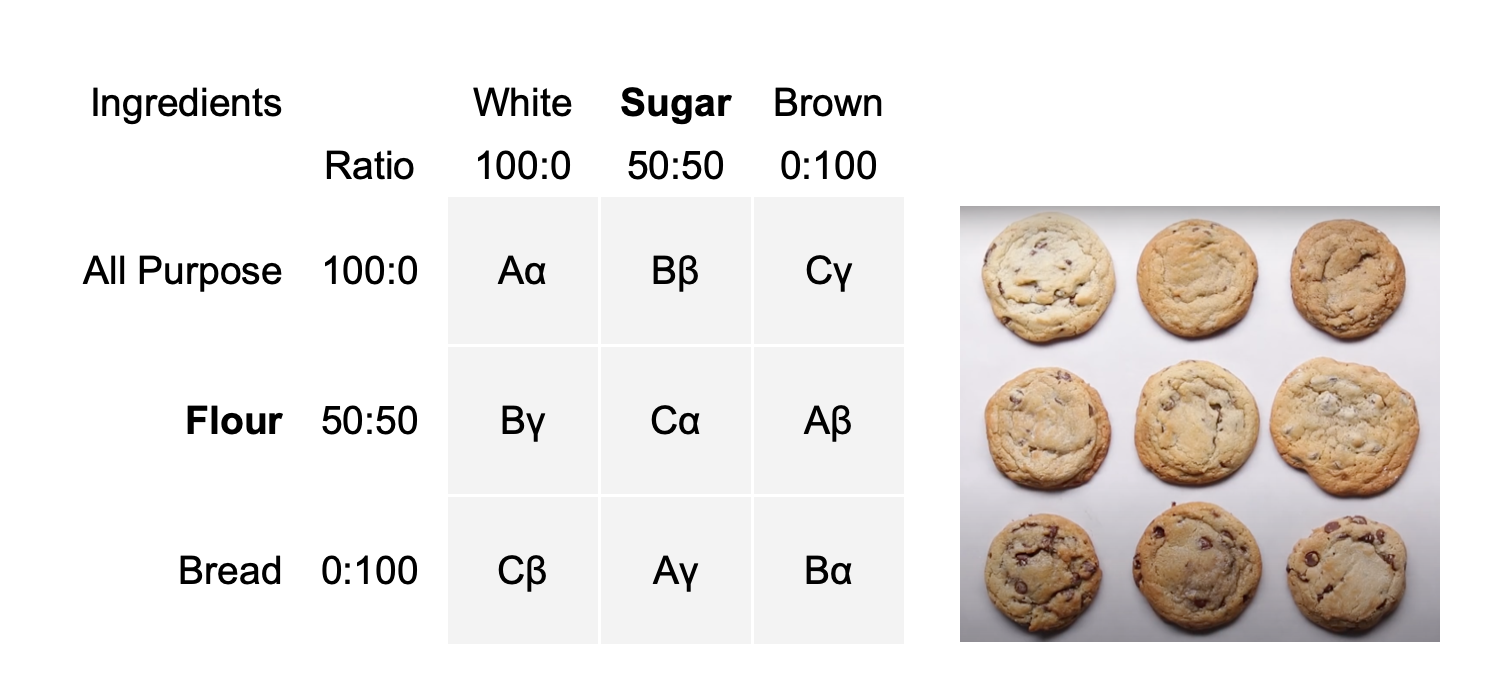 Ingredients White Sugar Brown
Ratio 100:0 50:50 0:100
All Purpose 100:0 Aα Bβ Cγ
Flour 50:50 Bγ Cα Aβ
Bread 0:100 Cβ Aγ Bα